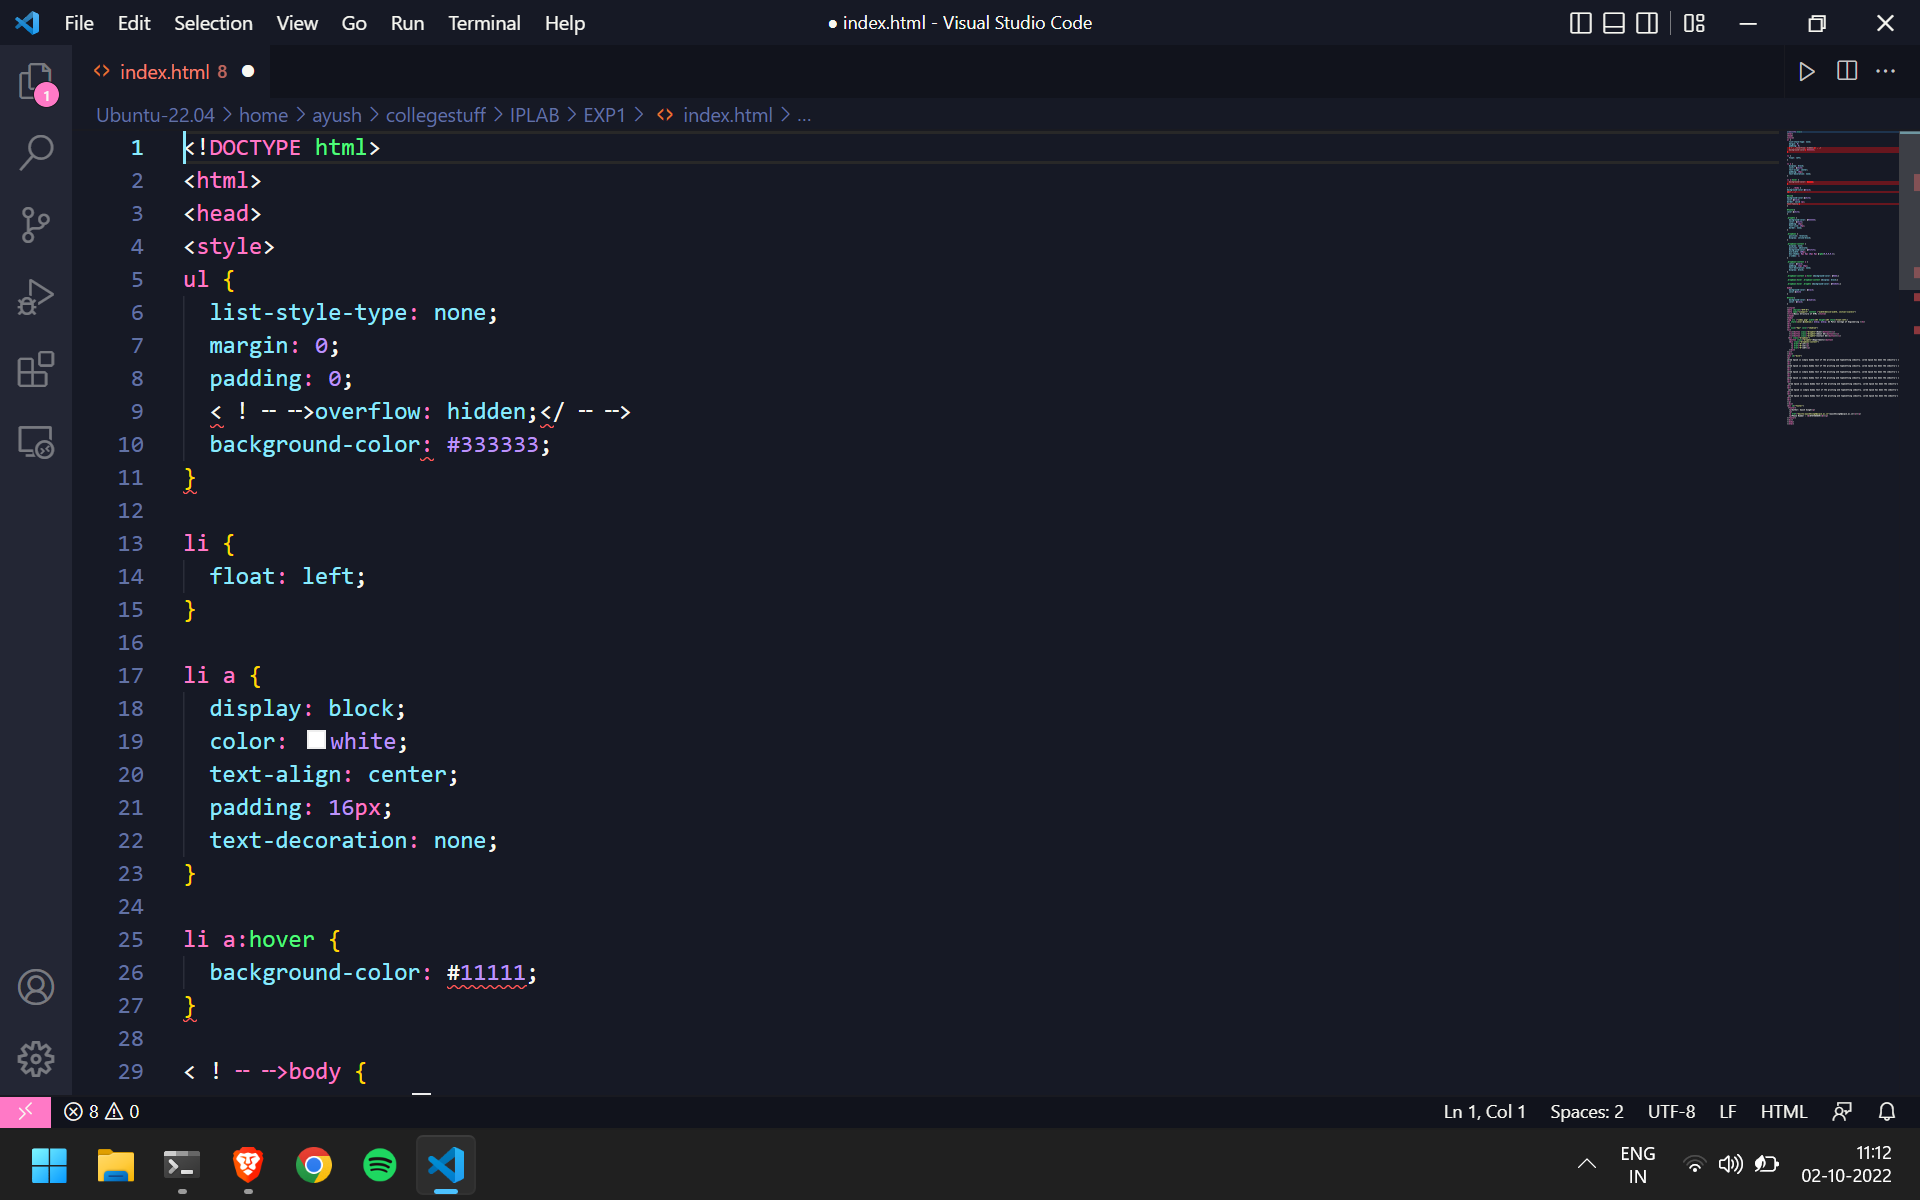 File Edit Selection View Go Run Terminal Help
● index.html - Visual Studio Code
1
<> index.html 8 ●
Ubuntu-22.04 > home > ayush > collegestuff > IPLAB > EXP1 > <> index.html > ...
1 <!DOCTYPE html>
2 <html>
3 <head>
4 <style>
5 ul {
6   list-style-type: none;
7   margin: 0;
8   padding: 0;
9   < ! -- -->overflow: hidden;</ -- -->
10   background-color: #333333;
11 }
12
13 li {
14   float: left;
15 }
16
17 li a {
18   display: block;
19   color: white;
20   text-align: center;
21   padding: 16px;
22   text-decoration: none;
23 }
24
25 li a:hover {
26   background-color: #11111;
27 }
28
29 < ! -- -->body {
8 0
Ln 1, Col 1 Spaces: 2 UTF-8 LF HTML
ENG
IN
11:12
02-10-2022